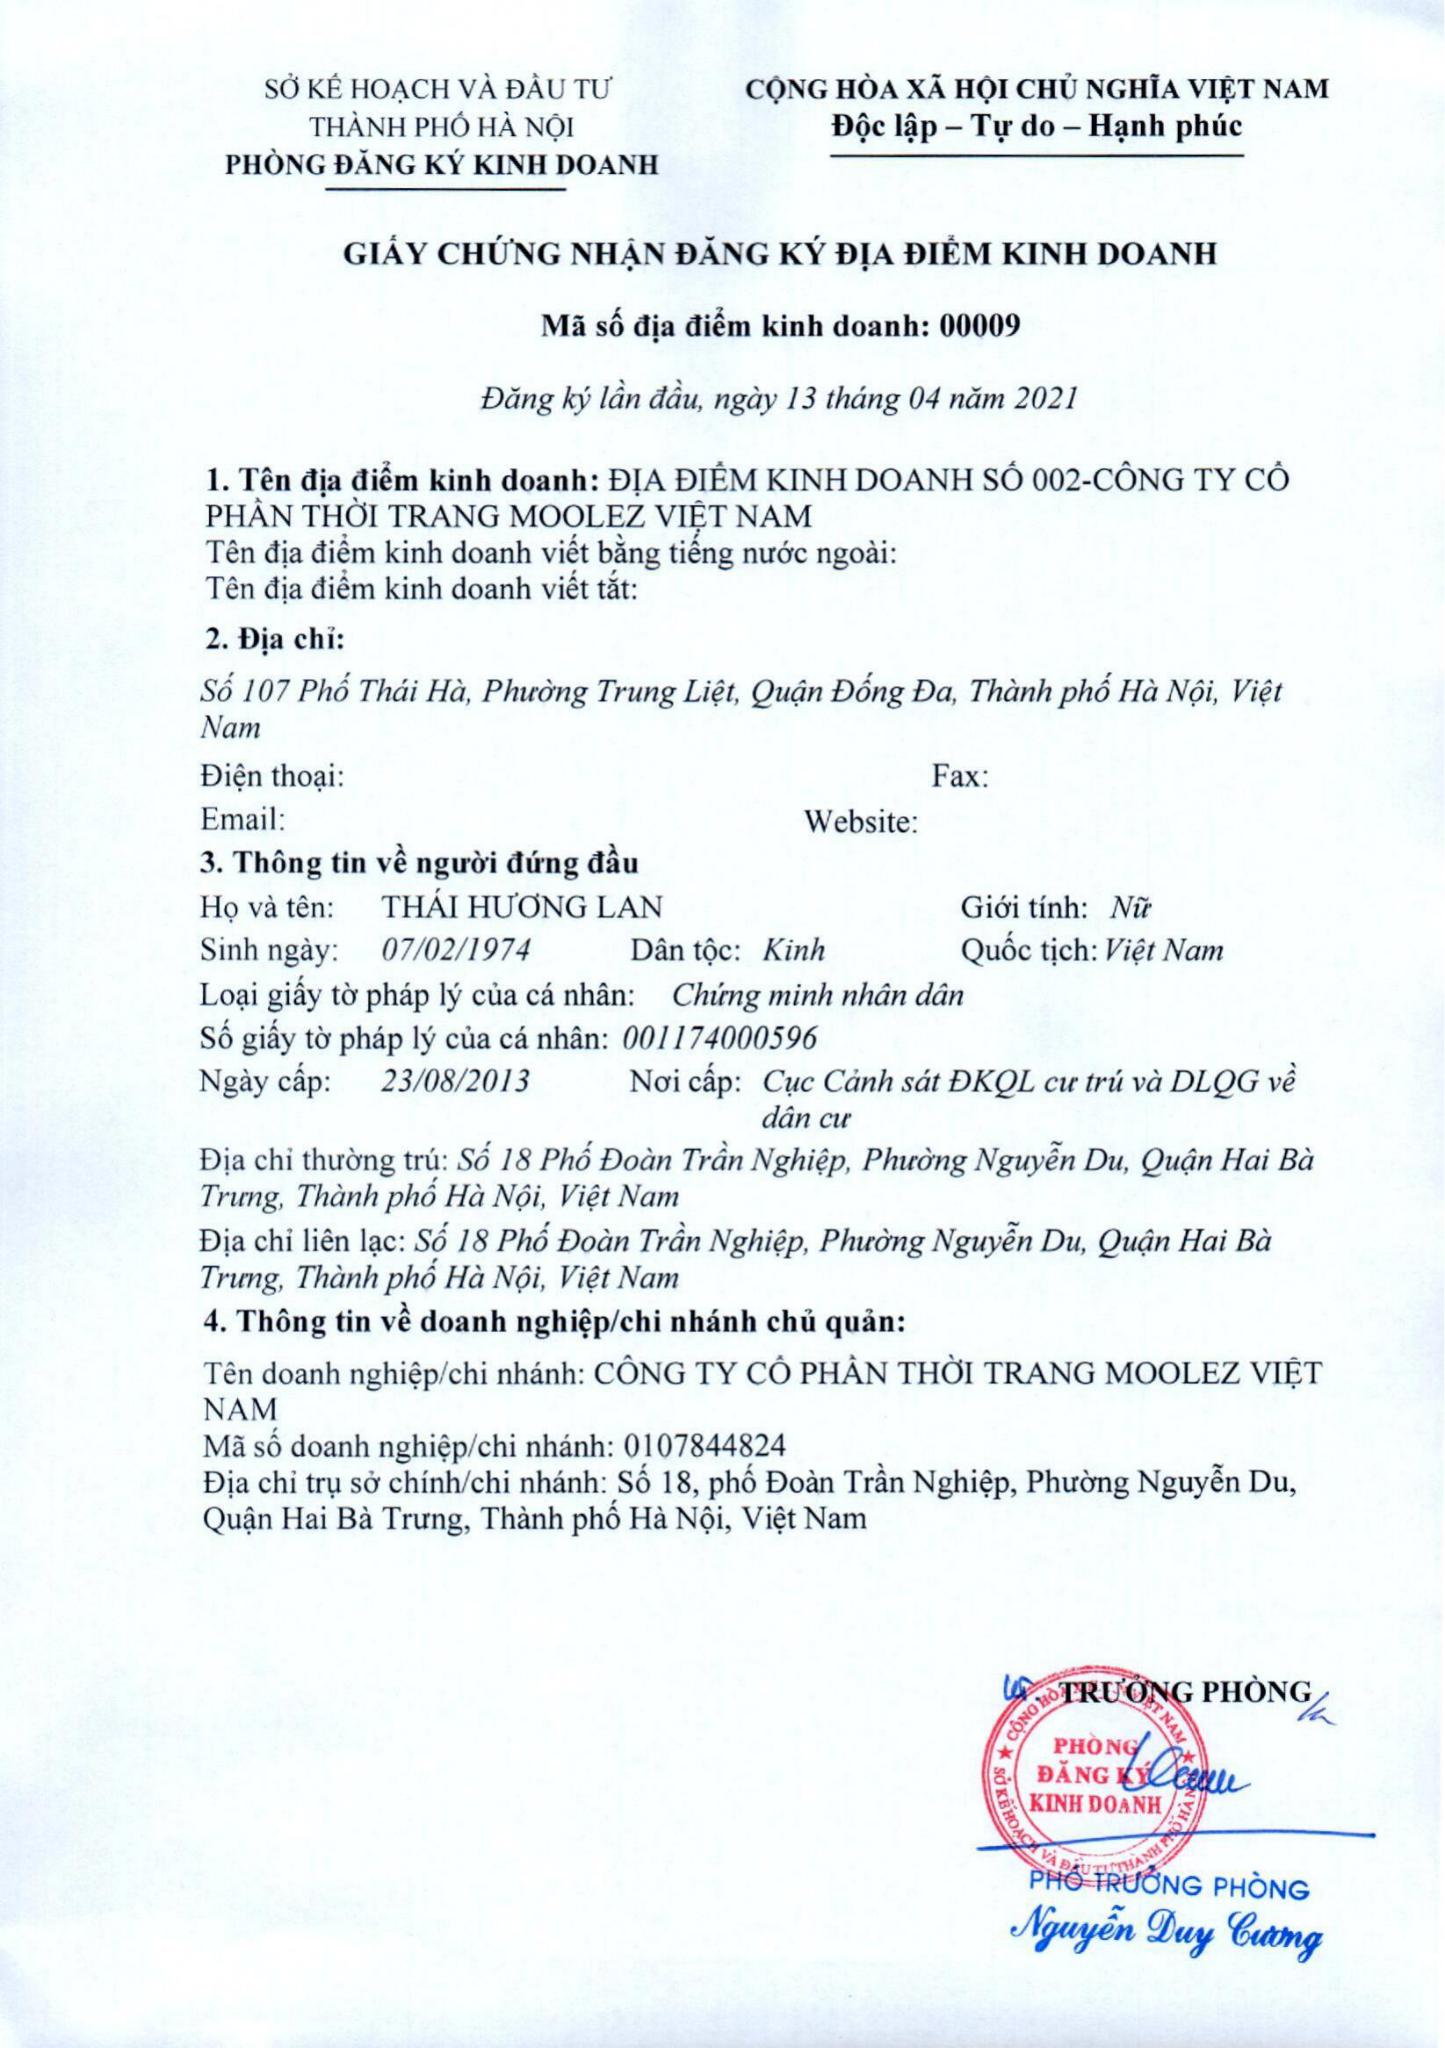 SỞ KẾ HOẠCH VÀ ĐẦU TƯ
THÀNH PHỐ HÀ NỘI
PHÒNG ĐĂNG KÝ KINH DOANH
CỘNG HÒA XÃ HỘI CHỦ NGHĨA VIỆT NAM
Độc lập – Tự do – Hạnh phúc
GIẤY CHỨNG NHẬN ĐĂNG KÝ ĐỊA ĐIỂM KINH DOANH
Mã số địa điểm kinh doanh: 00009
Đăng ký lần đầu, ngày 13 tháng 04 năm 2021
1. Tên địa điểm kinh doanh: ĐỊA ĐIỂM KINH DOANH SỐ 002-CÔNG TY CỔ
PHẦN THỜI TRANG MOOLEZ VIỆT NAM
Tên địa điểm kinh doanh viết bằng tiếng nước ngoài:
Tên địa điểm kinh doanh viết tắt:
2. Địa chỉ:
Số 107 Phố Thái Hà, Phường Trung Liệt, Quận Đống Đa, Thành phố Hà Nội, Việt
Nam
Điện thoại: Fax:
Email: Website:
3. Thông tin về người đứng đầu
Họ và tên: THÁI HƯƠNG LAN Giới tính: Nữ
Sinh ngày: 07/02/1974 Dân tộc: Kinh Quốc tịch: Việt Nam
Loại giấy tờ pháp lý của cá nhân: Chứng minh nhân dân
Số giấy tờ pháp lý của cá nhân: 001174000596
Ngày cấp: 23/08/2013 Nơi cấp: Cục Cảnh sát ĐKQL cư trú và DLQG về
dân cư
Địa chỉ thường trú: Số 18 Phố Đoàn Trần Nghiệp, Phường Nguyễn Du, Quận Hai Bà
Trưng, Thành phố Hà Nội, Việt Nam
Địa chỉ liên lạc: Số 18 Phố Đoàn Trần Nghiệp, Phường Nguyễn Du, Quận Hai Bà
Trưng, Thành phố Hà Nội, Việt Nam
4. Thông tin về doanh nghiệp/chi nhánh chủ quản:
Tên doanh nghiệp/chi nhánh: CÔNG TY CỔ PHẦN THỜI TRANG MOOLEZ VIỆT
NAM
Mã số doanh nghiệp/chi nhánh: 0107844824
Địa chỉ trụ sở chính/chi nhánh: Số 18, phố Đoàn Trần Nghiệp, Phường Nguyễn Du,
Quận Hai Bà Trưng, Thành phố Hà Nội, Việt Nam
TRƯỞNG PHÒNG
PHÒNG
ĐĂNG KÝ
KINH DOANH
SỞ KẾ HOẠCH VÀ ĐẦU TƯ THÀNH PHỐ HÀ NỘI
PHÓ TRƯỞNG PHÒNG
Nguyễn Duy Cương